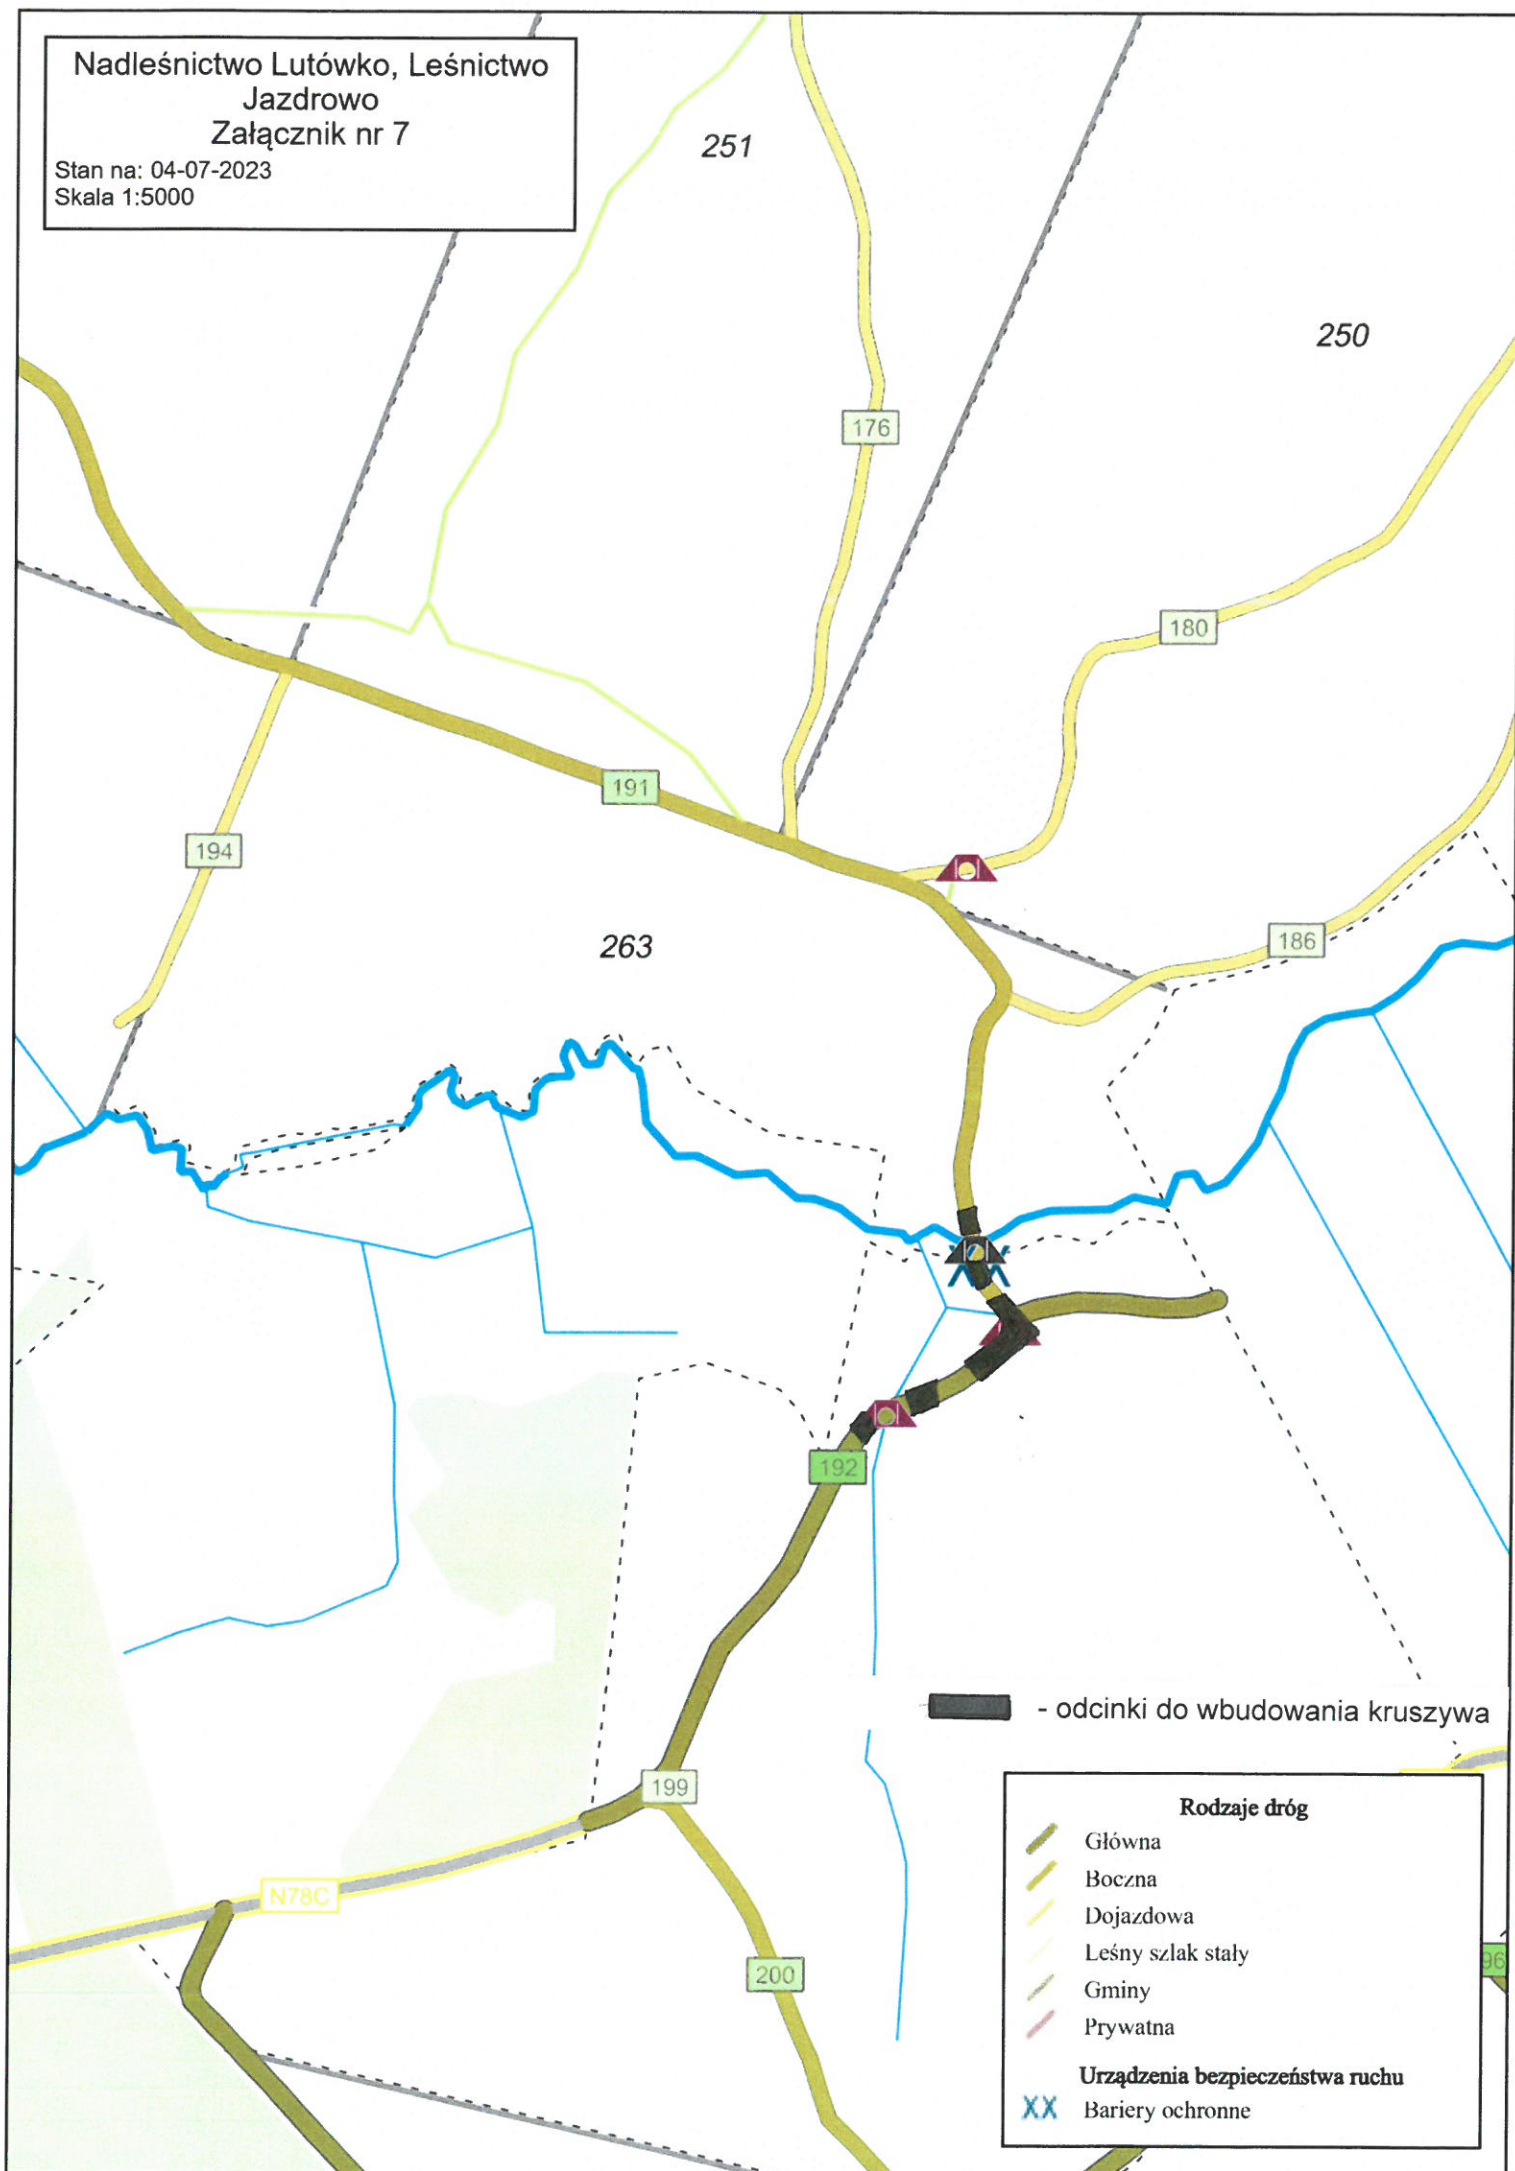 Nadleśnictwo Lutówko, Leśnictwo
Jazdrowo
Załącznik nr 7
Stan na: 04-07-2023
Skala 1:5000
251
250
176
180
191
194
263
186
192
- odcinki do wbudowania kruszywa
199
N78C
200
96
Rodzaje dróg
Główna
Boczna
Dojazdowa
Leśny szlak stały
Gminy
Prywatna
Urządzenia bezpieczeństwa ruchu
XX Bariery ochronne